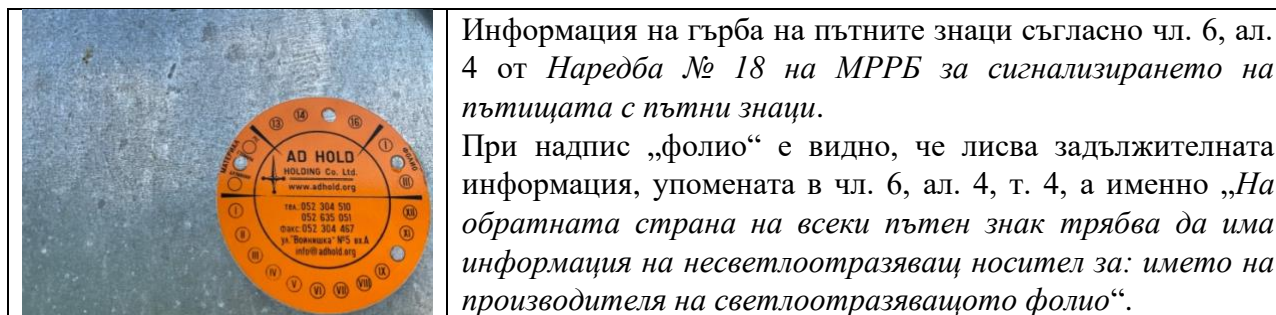 13 14 16
МАТЕРИАЛ
ФОЛИО
I
III
AD HOLD
HOLDING Co. Ltd.
www.adhold.org
тел.: 052 304 510
052 635 051
факс: 052 304 467
ул."Войнишка" №5 вх.А
info@adhold.org
I II III IV V VI VII VIII IX XI XII
Информация на гърба на пътните знаци съгласно чл. 6, ал.
4 от Наредба № 18 на МРРБ за сигнализирането на
пътищата с пътни знаци.
При надпис „фолио“ е видно, че лисва задължителната
информация, упомената в чл. 6, ал. 4, т. 4, а именно „На
обратната страна на всеки пътен знак трябва да има
информация на несветлоотразяващ носител за: името на
производителя на светлоотразяващото фолио“.